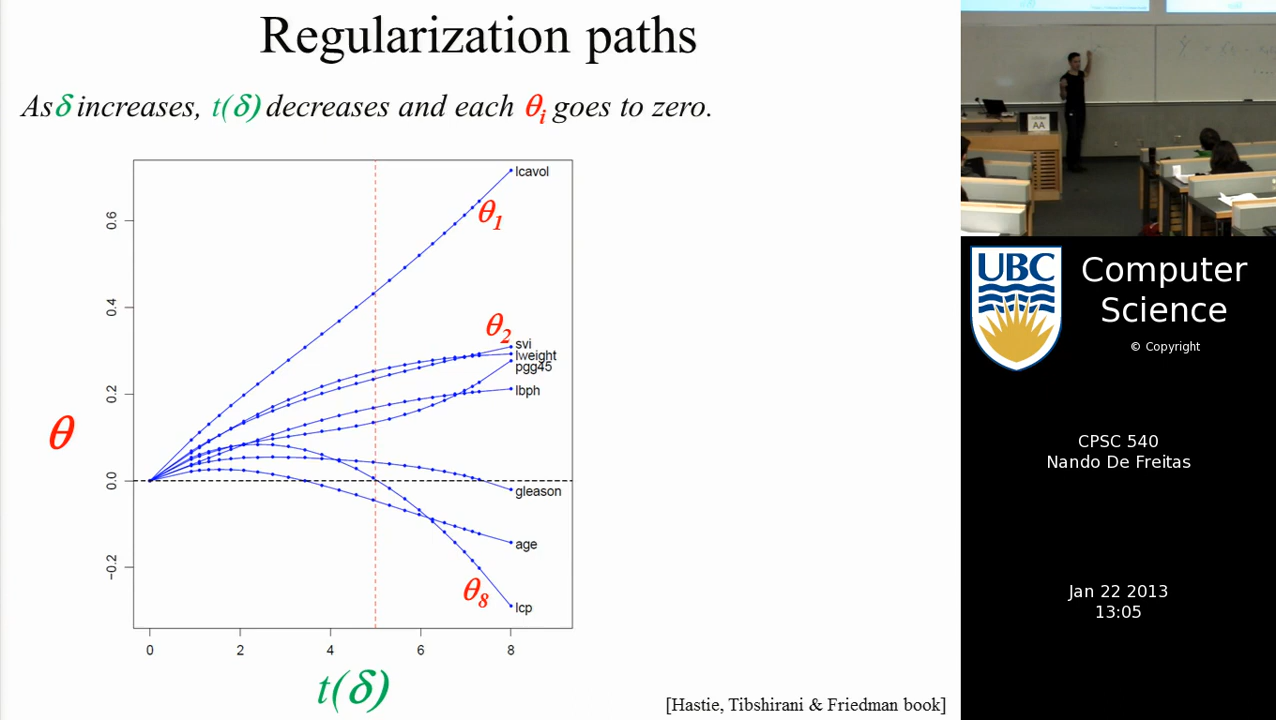 Regularization paths
As δ increases, t(δ) decreases and each θi goes to zero.
lcavol
θ1
θ2
svi
lweight
pgg45
lbph
gleason
age
θ8
lcp
0.6
0.4
0.2
0.0
−0.2
θ
0 2 4 6 8
t(δ)
[Hastie, Tibshirani & Friedman book]
AA
UBC
Computer
Science
© Copyright
CPSC 540
Nando De Freitas
Jan 22 2013
13:05